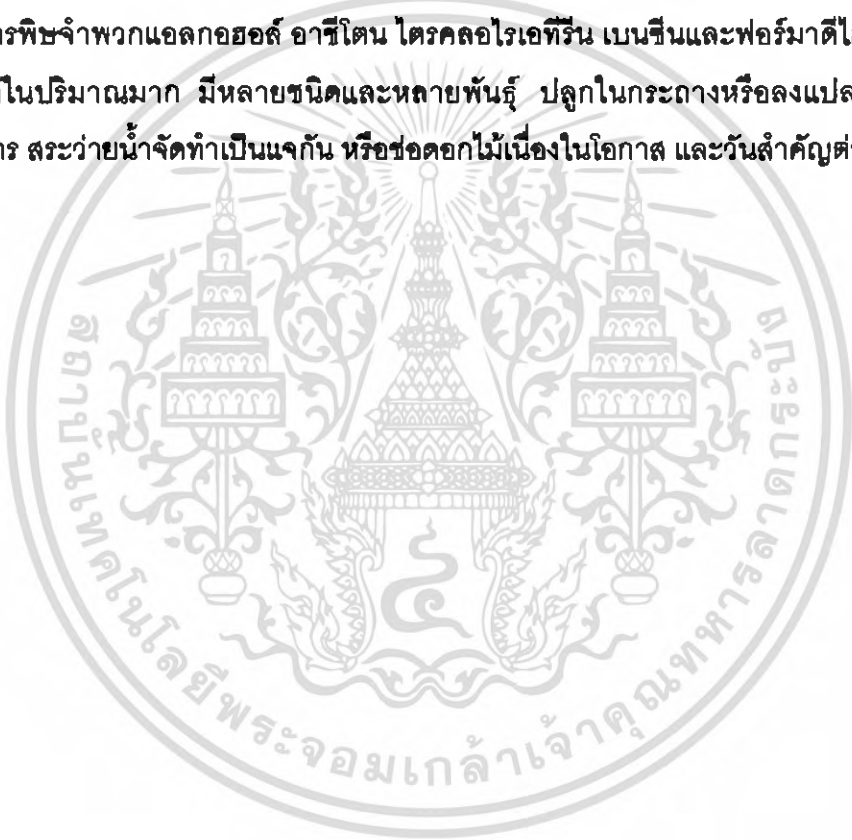 ารพิษจำพวกแอลกอฮอล์ อาซีโตน ไตรคลอไรเอทีรีน เบนซีนและฟอร์มาดีไ
ในปริมาณมาก มีหลายชนิดและหลายพันธุ์ ปลูกในกระถางหรือลงแปล
าร สระว่ายน้ำจัดทำเป็นแจกัน หรือช่อดอกไม้เนื่องในโอกาส และวันสำคัญต่
สถาบันเทคโนโลยีพระจอมเกล้าเจ้าคุณทหารลาดกระบัง
๔